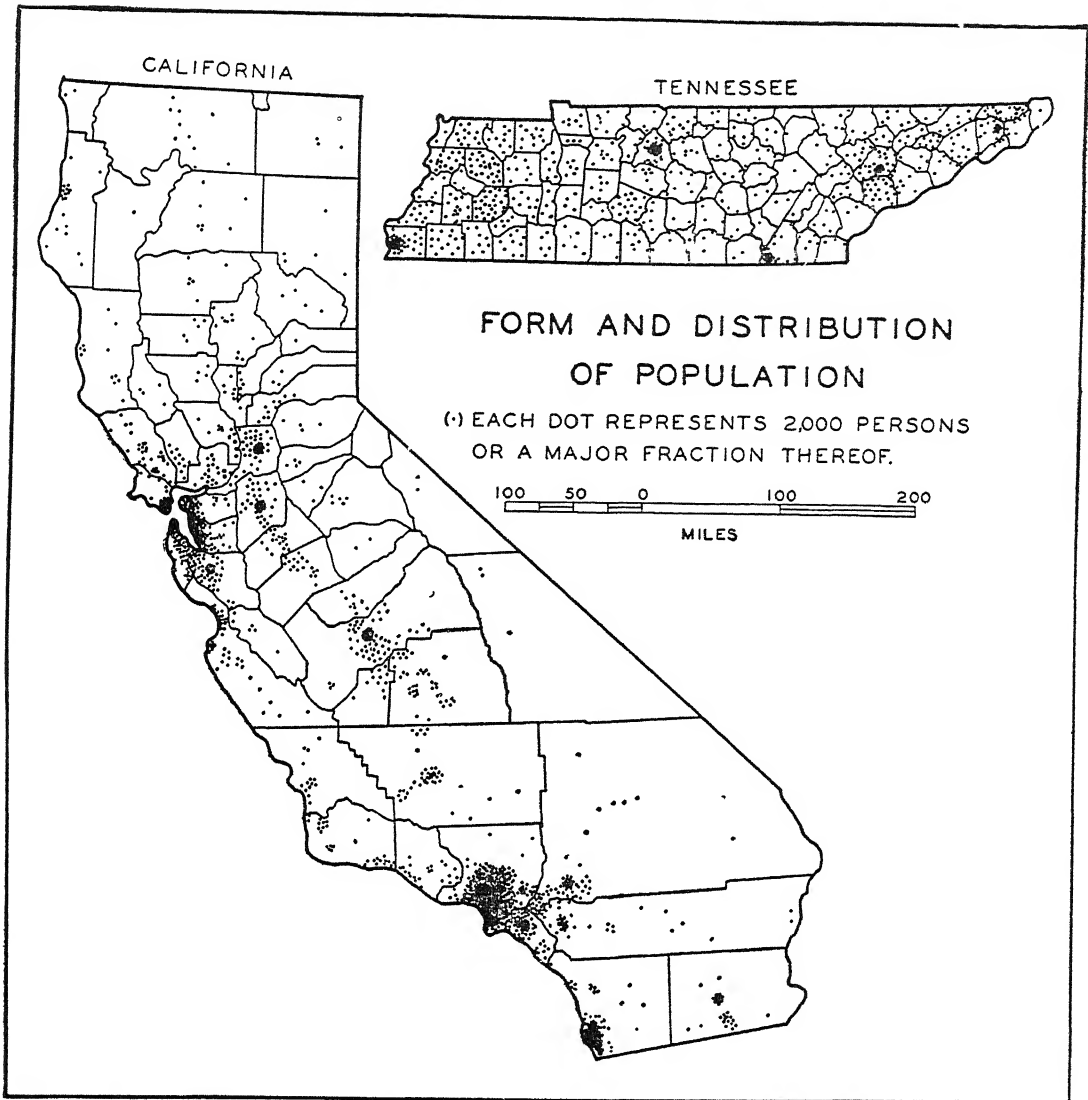 CALIFORNIA
TENNESSEE
FORM AND DISTRIBUTION
OF POPULATION
(·) EACH DOT REPRESENTS 2,000 PERSONS
OR A MAJOR FRACTION THEREOF.
100 50 0 100 200
MILES